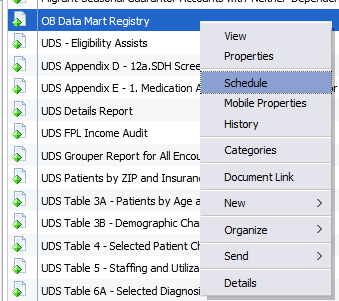 Migrant Seasonal Guarantor Accounts with Neither Depender
OB Data Mart Registry
UDS - Eligibility Assists
UDS Appendix D - 12a.SDH Scree
UDS Appendix E - 1. Medication A
UDS Details Report
UDS FPL Income Audit
UDS Grouper Report for All Encou
UDS Patients by ZIP and Insuranc
UDS Table 3A - Patients by Age a
UDS Table 3B - Demographic Char
UDS Table 4 - Selected Patient Ch
UDS Table 5 - Staffing and Utiliza
UDS Table 6A - Selected Diagnosi
View
Properties
Schedule
Mobile Properties
History
Categories
Document Link
New
Organize
Send
Details